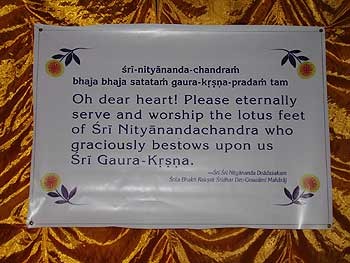 śrī-nityānanda-chandraṁ
bhaja bhaja satataṁ gaura-kṛṣṇa-pradaṁ tam
Oh dear heart! Please eternally
serve and worship the lotus feet
of Śrī Nityānandachandra who
graciously bestows upon us
Śrī Gaura-Kṛṣṇa.
—Śrī Śrī Nityānanda Dvādaśakam
Śrīla Bhakti Rakṣak Śrīdhar Dev-Goswāmī Mahārāj